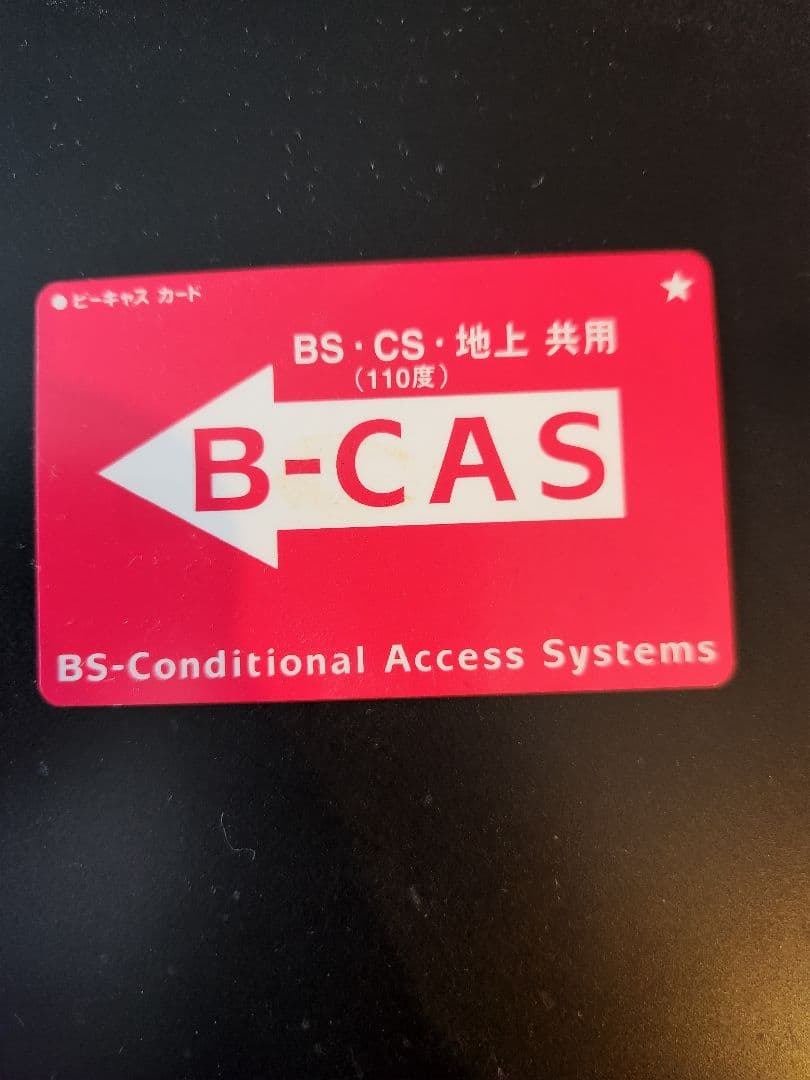 ●ビーキャス カード
★
BS・CS・地上 共用
（110度）
B-CAS
BS-Conditional Access Systems